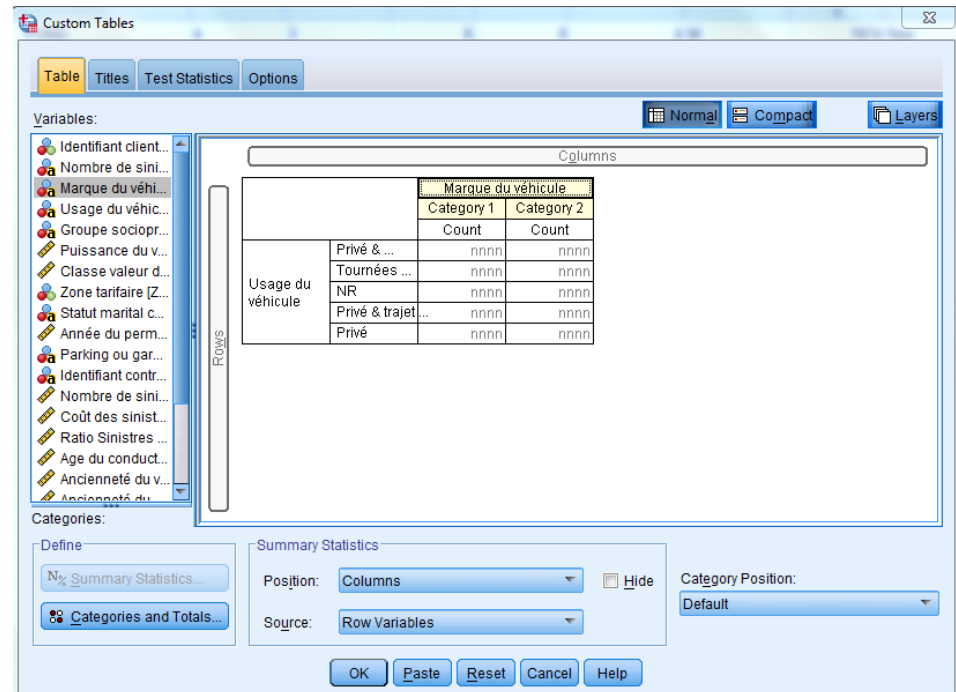 Custom Tables
Table Titles Test Statistics Options
Variables:
Normal Compact Layers
Identifiant client...
Nombre de sini...
Marque du véhi...
Usage du véhic...
Groupe sociopr...
Puissance du v...
Classe valeur d...
Zone tarifaire [Z...
Statut marital c...
Année du perm...
Parking ou gar...
Identifiant contr...
Nombre de sini...
Coût des sinist...
Ratio Sinistres ...
Age du conduct...
Ancienneté du v...
Ancienneté du
Columns
Rows
Marque du véhicule
Category 1 Category 2
Count Count
Usage du véhicule
Privé & ... nnnn nnnn
Tournées ... nnnn nnnn
NR nnnn nnnn
Privé & trajet... nnnn nnnn
Privé nnnn nnnn
Categories:
Define
N% Summary Statistics...
Categories and Totals...
Summary Statistics
Position: Columns Hide
Source: Row Variables
Category Position:
Default
OK Paste Reset Cancel Help